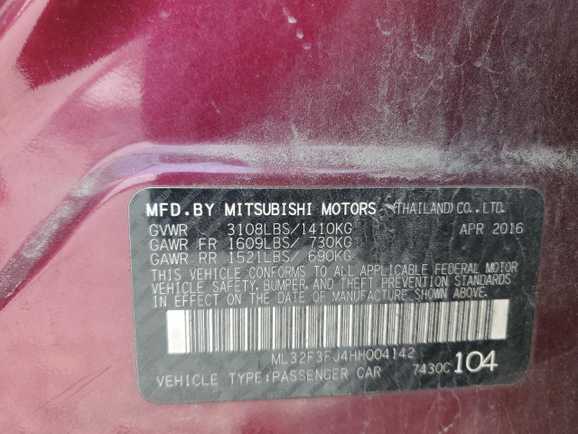 MFD.BY MITSUBISHI MOTORS (THAILAND)CO.,LTD.
GVWR 3108LBS/1410KG APR 2016
GAWR FR 1609LBS/ 730KG
GAWR RR 1521LBS/ 690KG
THIS VEHICLE CONFORMS TO ALL APPLICABLE FEDERAL MOTOR
VEHICLE SAFETY,BUMPER,AND THEFT PREVENTION STANDARDS
IN EFFECT ON THE DATE OF MANUFACTURE SHOWN ABOVE.
ML32F3FJ4HH004142
VEHICLE TYPE:PASSENGER CAR 7430C 104